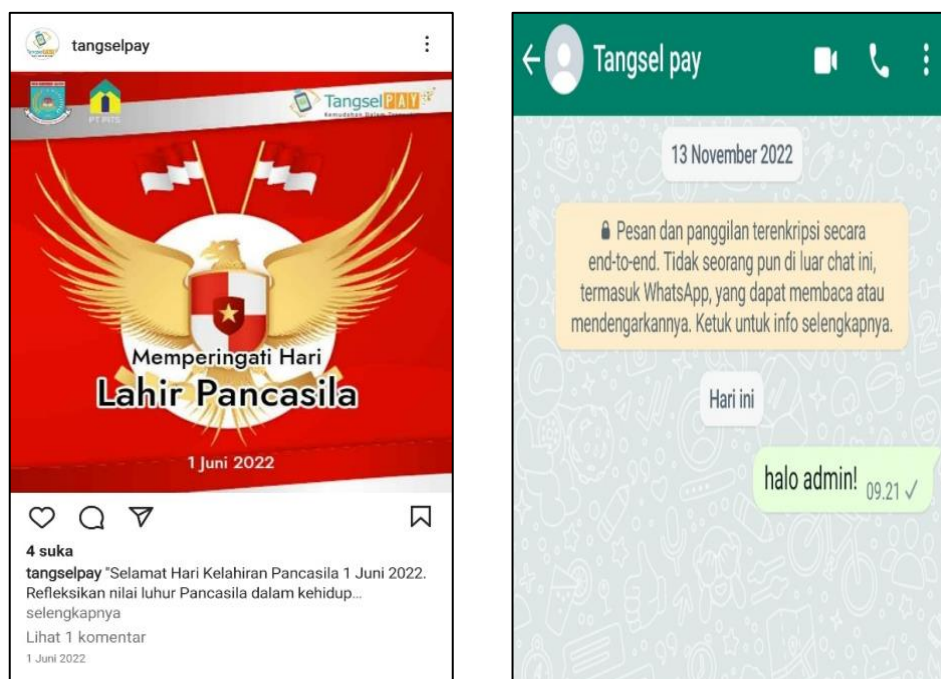 tangselpay
PT PITS
TangselPAY
Memperingati Hari
Lahir Pancasila
1 Juni 2022
4 suka
tangselpay "Selamat Hari Kelahiran Pancasila 1 Juni 2022.
Refleksikan nilai luhur Pancasila dalam kehidup...
selengkapnya
Lihat 1 komentar
1 Juni 2022
Tangsel pay
13 November 2022
Pesan dan panggilan terenkripsi secara
end-to-end. Tidak seorang pun di luar chat ini,
termasuk WhatsApp, yang dapat membaca atau
mendengarkannya. Ketuk untuk info selengkapnya.
Hari ini
halo admin! 09.21